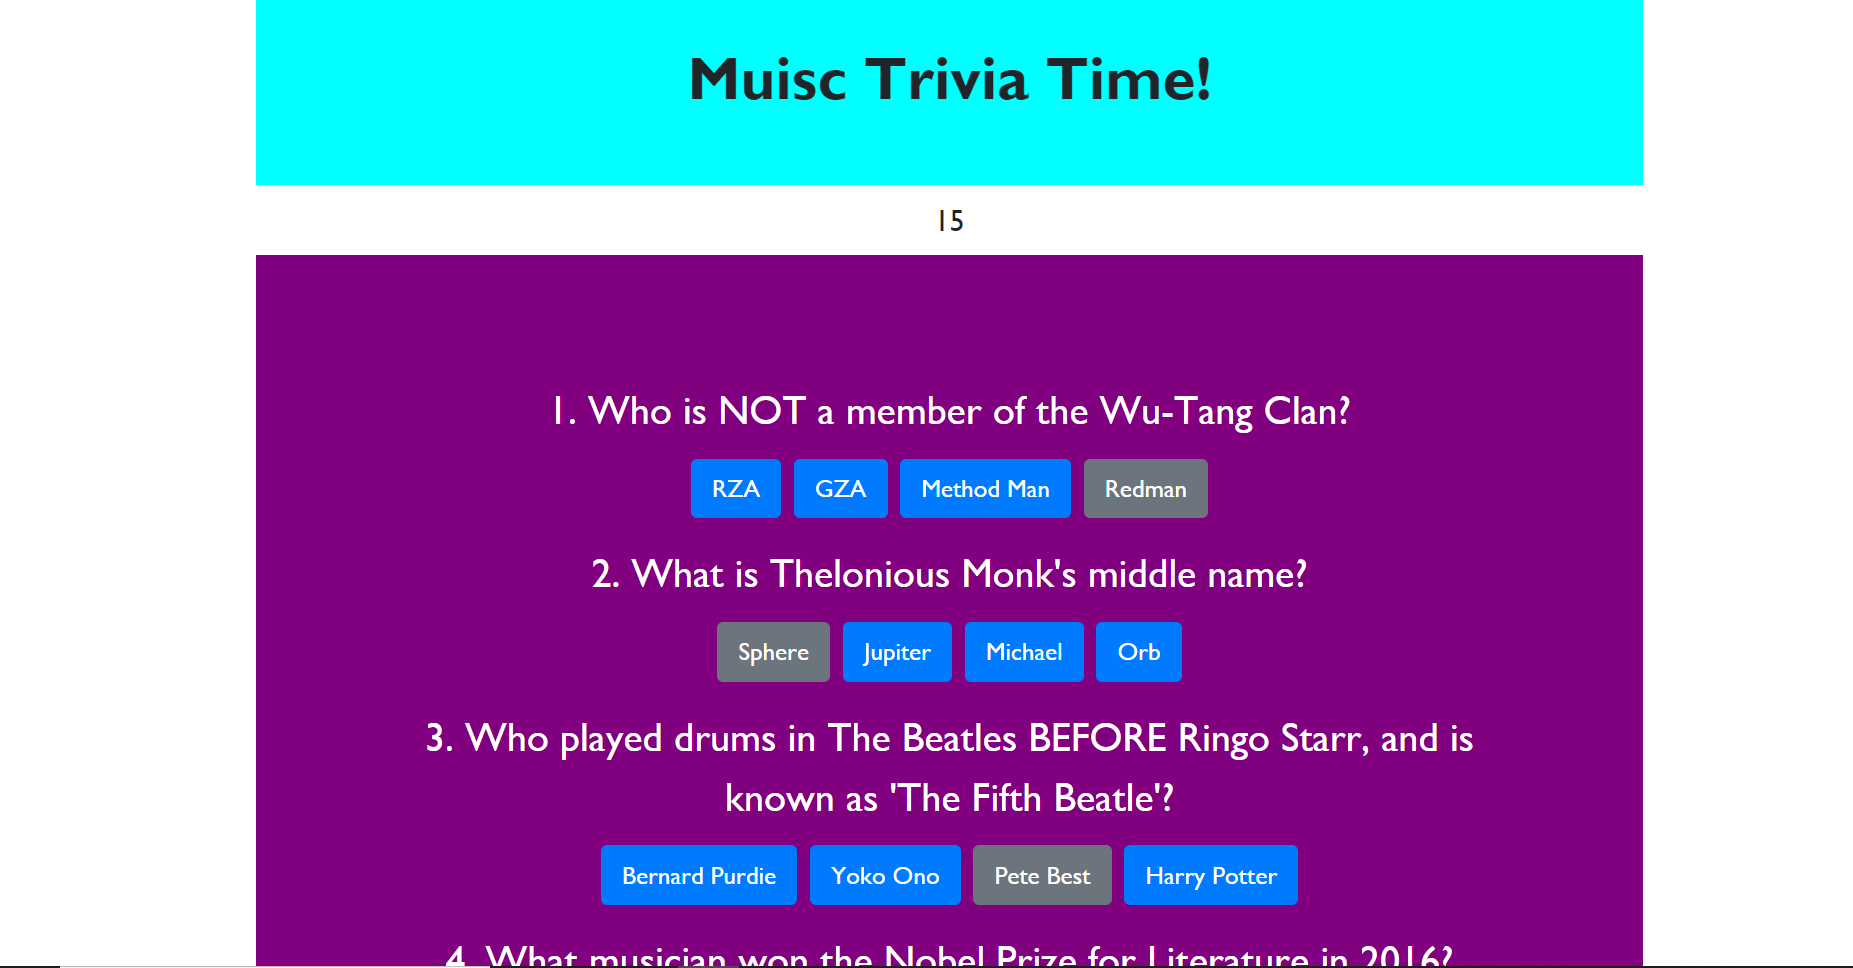 Muisc Trivia Time!
15
1. Who is NOT a member of the Wu-Tang Clan?
RZA GZA Method Man Redman
2. What is Thelonious Monk's middle name?
Sphere Jupiter Michael Orb
3. Who played drums in The Beatles BEFORE Ringo Starr, and is
known as 'The Fifth Beatle'?
Bernard Purdie Yoko Ono Pete Best Harry Potter
4. What musician won the Nobel Prize for Literature in 2016?